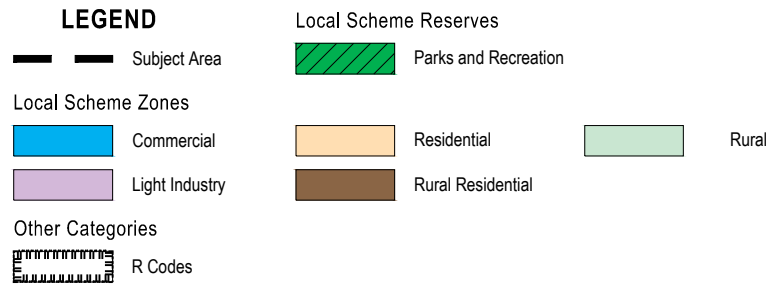 LEGEND
Subject Area
Local Scheme Reserves
Parks and Recreation
Local Scheme Zones
Commercial
Residential
Rural
Light Industry
Rural Residential
Other Categories
R Codes